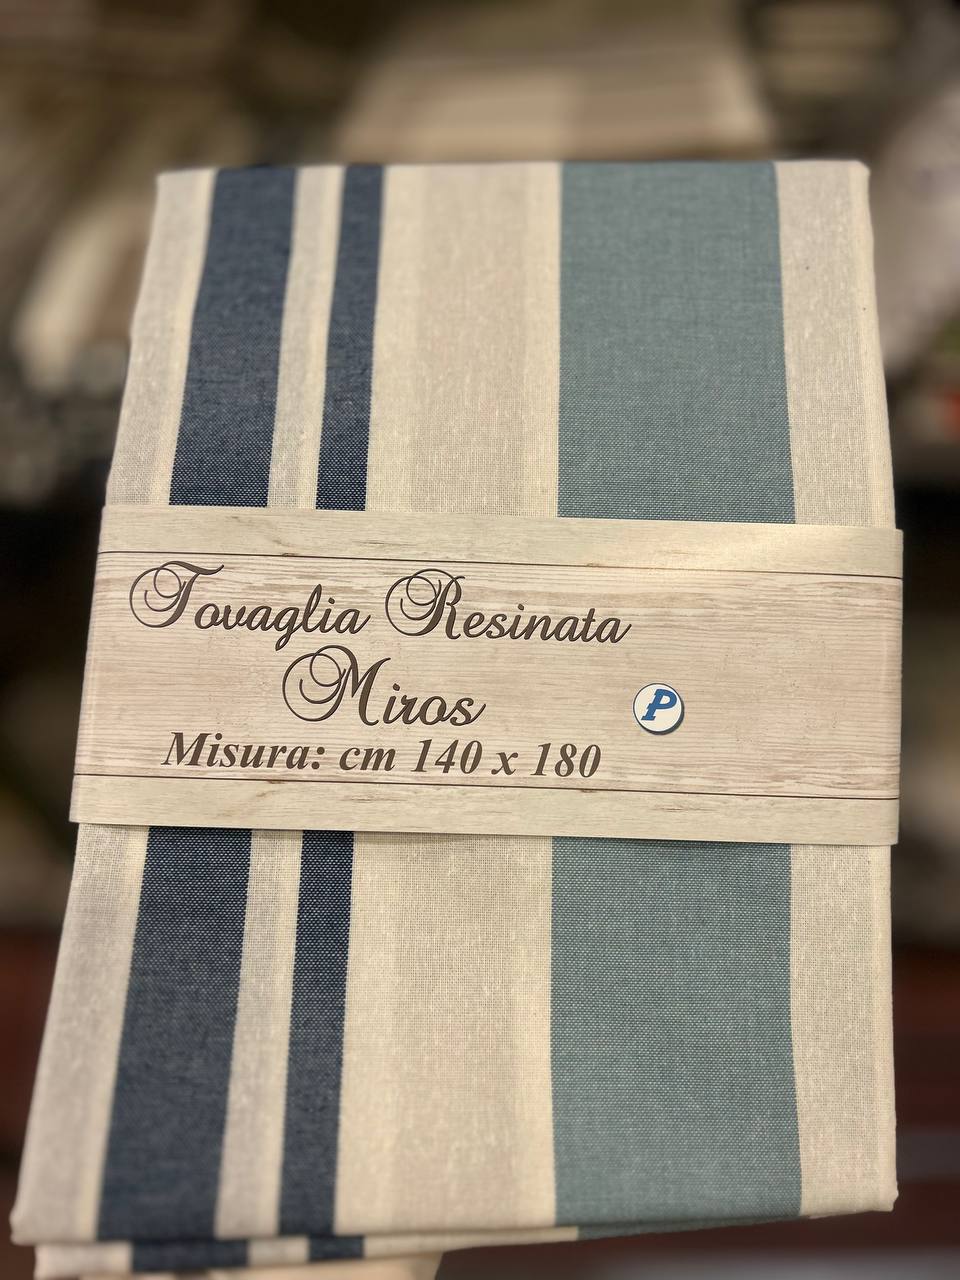 Tovaglia Resinata
Miros
P
Misura: cm 140 x 180